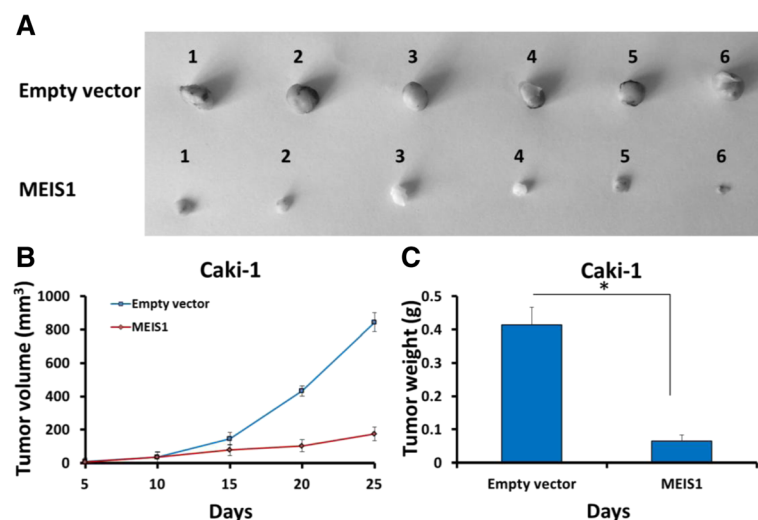 A
1 2 3 4 5 6
Empty vector
1 2 3 4 5 6
MEIS1
B
Caki-1
Tumor volume (mm³)
1000
800
600
400
200
0
Empty vector
MEIS1
5 10 15 20 25
Days
C
Caki-1
*
Tumor weight (g)
0.5
0.4
0.3
0.2
0.1
0
Empty vector MEIS1
Days